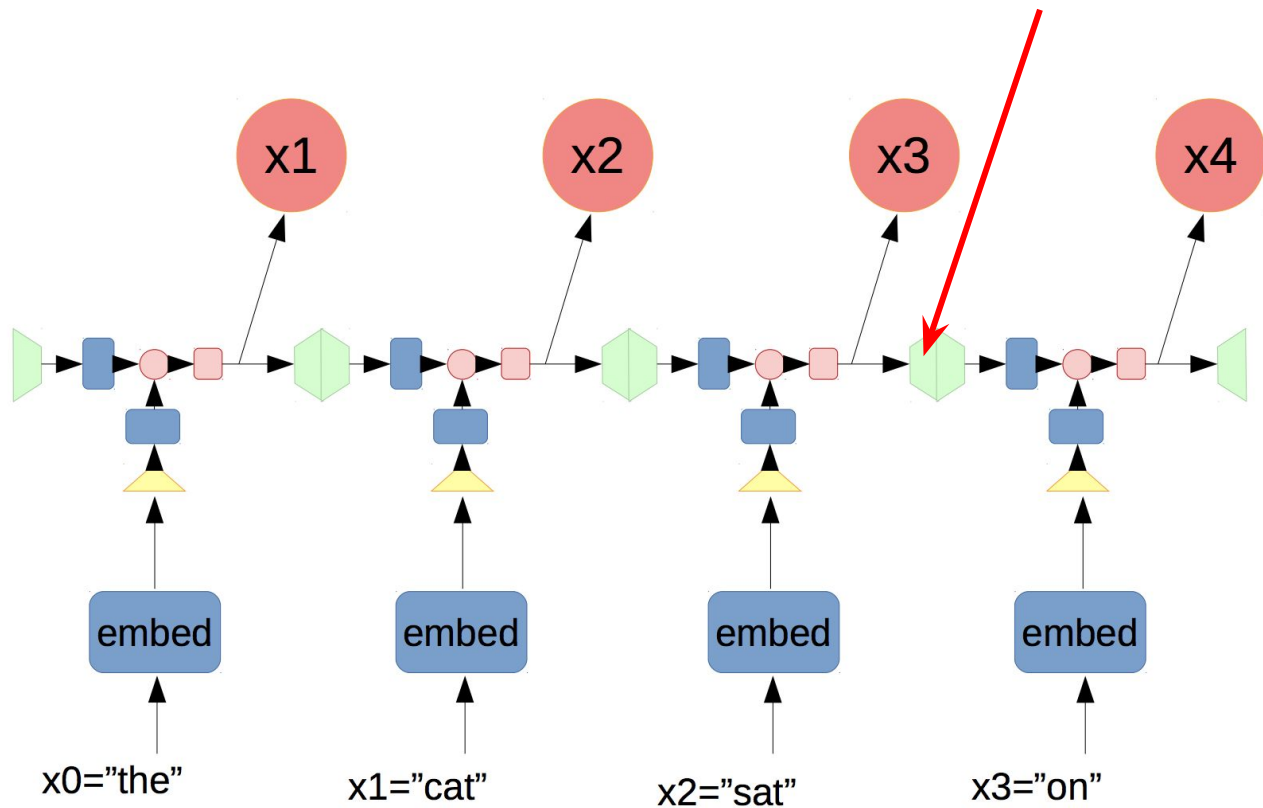 x1
x2
x3
x4
embed
embed
embed
embed
x0=”the”
x1=”cat”
x2=”sat”
x3=”on”